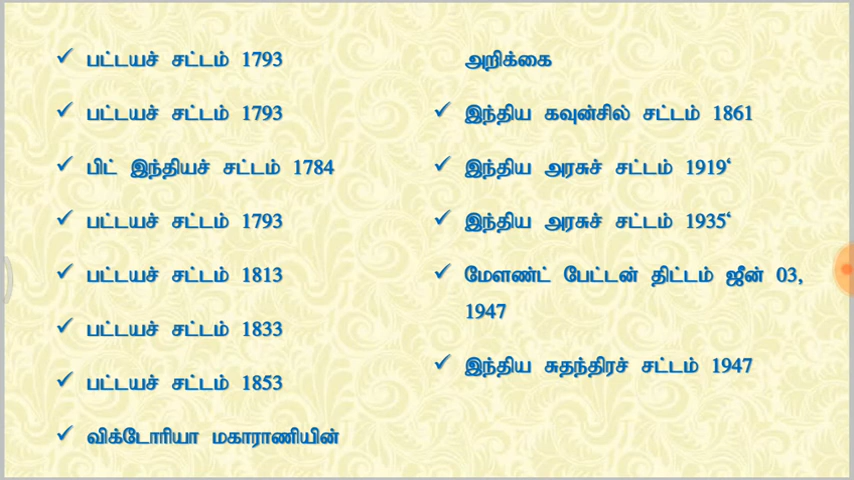 ✓ பட்டயச் சட்டம் 1793
✓ பட்டயச் சட்டம் 1793
✓ பிட் இந்தியச் சட்டம் 1784
✓ பட்டயச் சட்டம் 1793
✓ பட்டயச் சட்டம் 1813
✓ பட்டயச் சட்டம் 1833
✓ பட்டயச் சட்டம் 1853
✓ விக்டோரியா மகாராணியின்
அறிக்கை
✓ இந்திய கவுன்சில் சட்டம் 1861
✓ இந்திய அரசுச் சட்டம் 1919‘
✓ இந்திய அரசுச் சட்டம் 1935‘
✓ மேளண்ட் பேட்டன் திட்டம் ஜீன் 03,
1947
✓ இந்திய சுதந்திரச் சட்டம் 1947